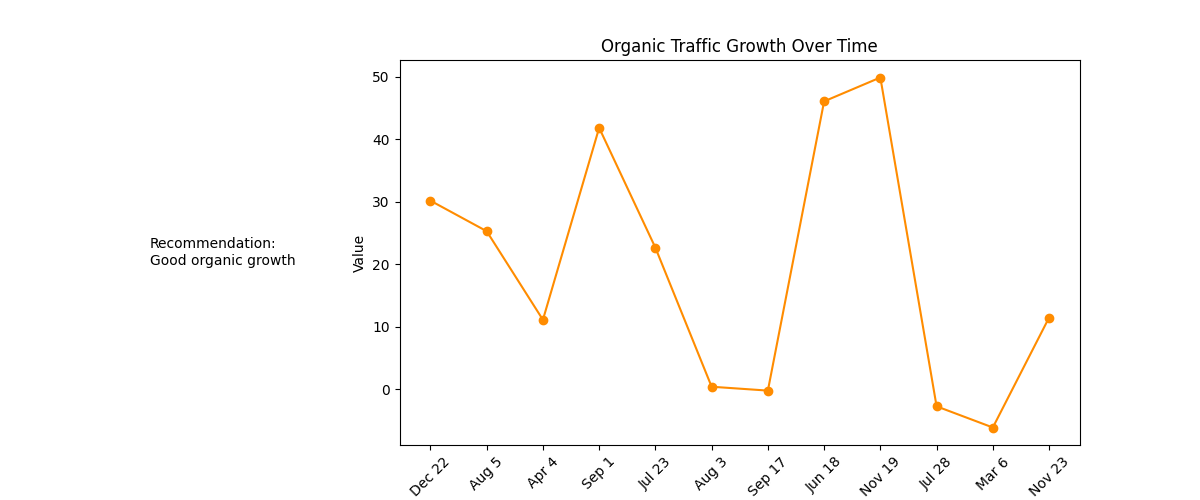 Organic Traffic Growth Over Time
Recommendation:
Good organic growth
Value
50
40
30
20
10
0
Dec 22
Aug 5
Apr 4
Sep 1
Jul 23
Aug 3
Sep 17
Jun 18
Nov 19
Jul 28
Mar 6
Nov 23